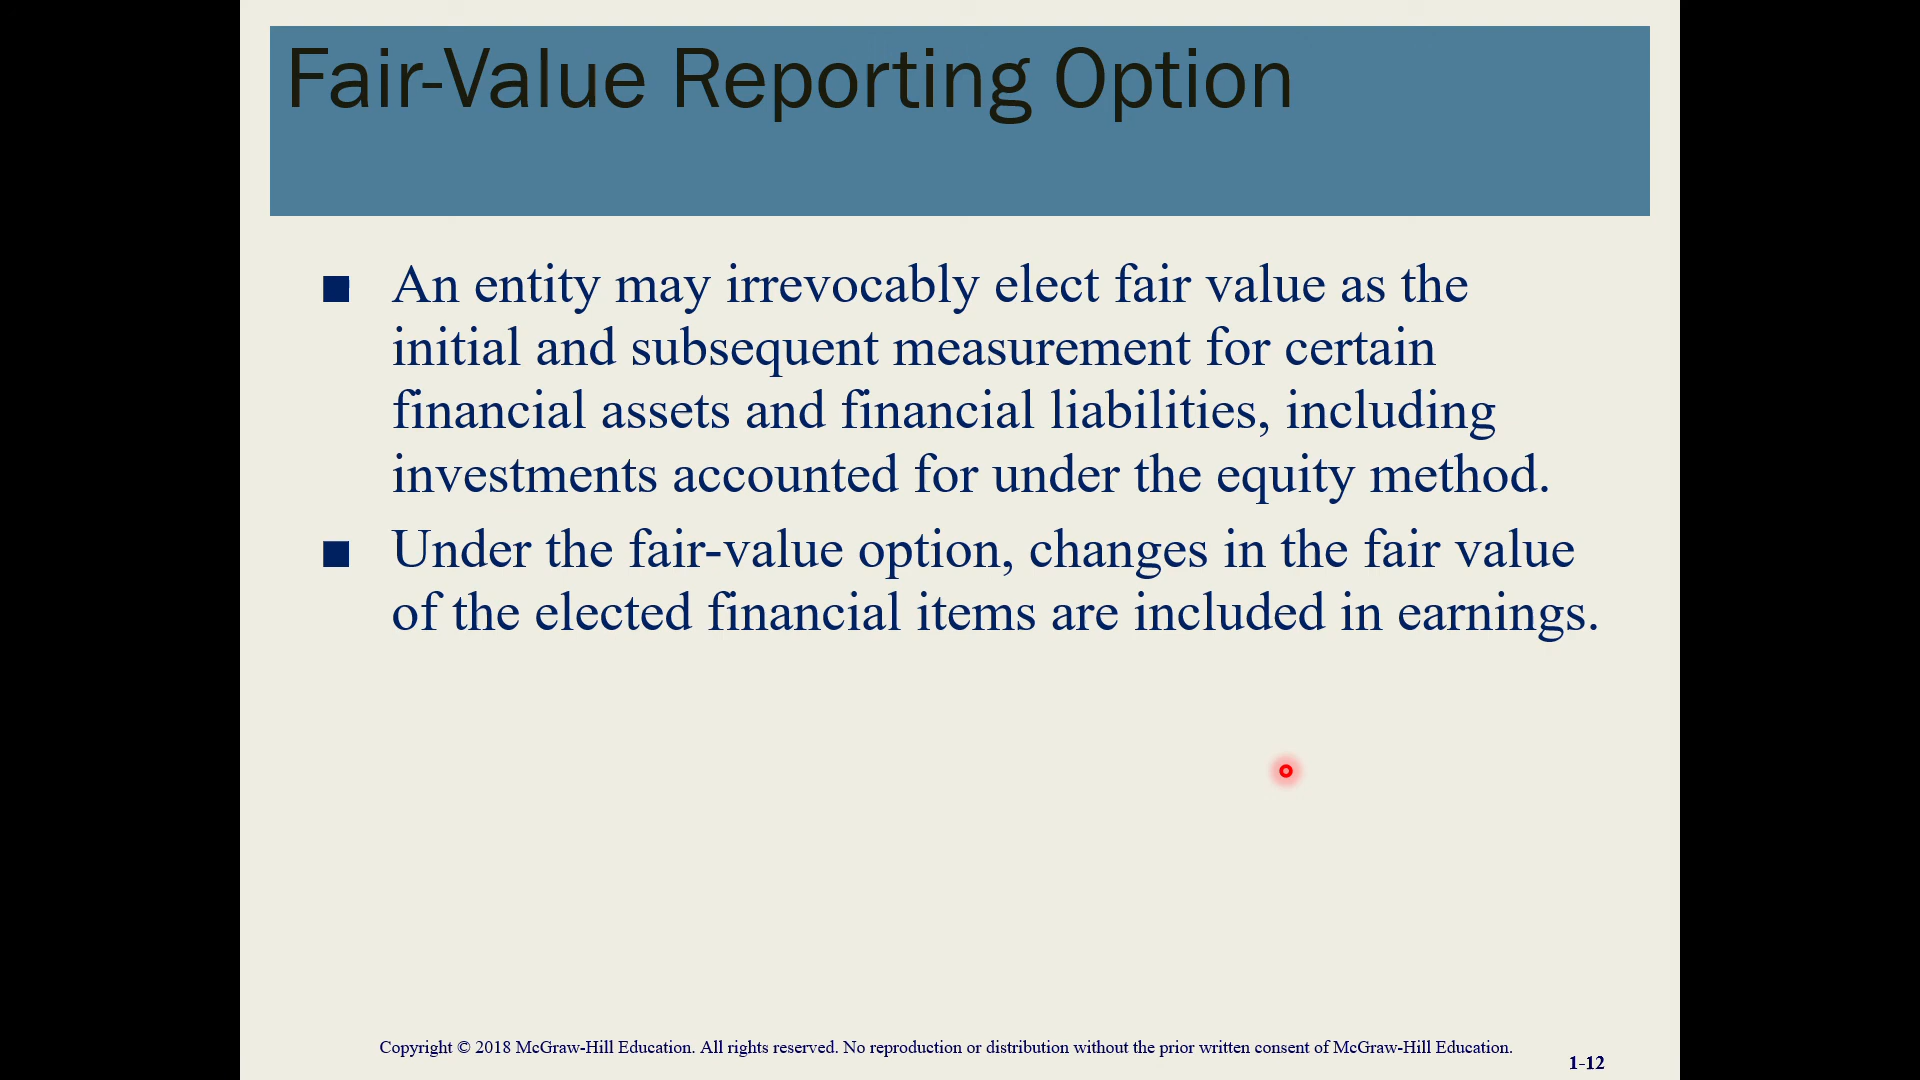 Fair-Value Reporting Option
An entity may irrevocably elect fair value as the
initial and subsequent measurement for certain
financial assets and financial liabilities, including
investments accounted for under the equity method.
Under the fair-value option, changes in the fair value
of the elected financial items are included in earnings.
Copyright © 2018 McGraw-Hill Education. All rights reserved. No reproduction or distribution without the prior written consent of McGraw-Hill Education.
1-12